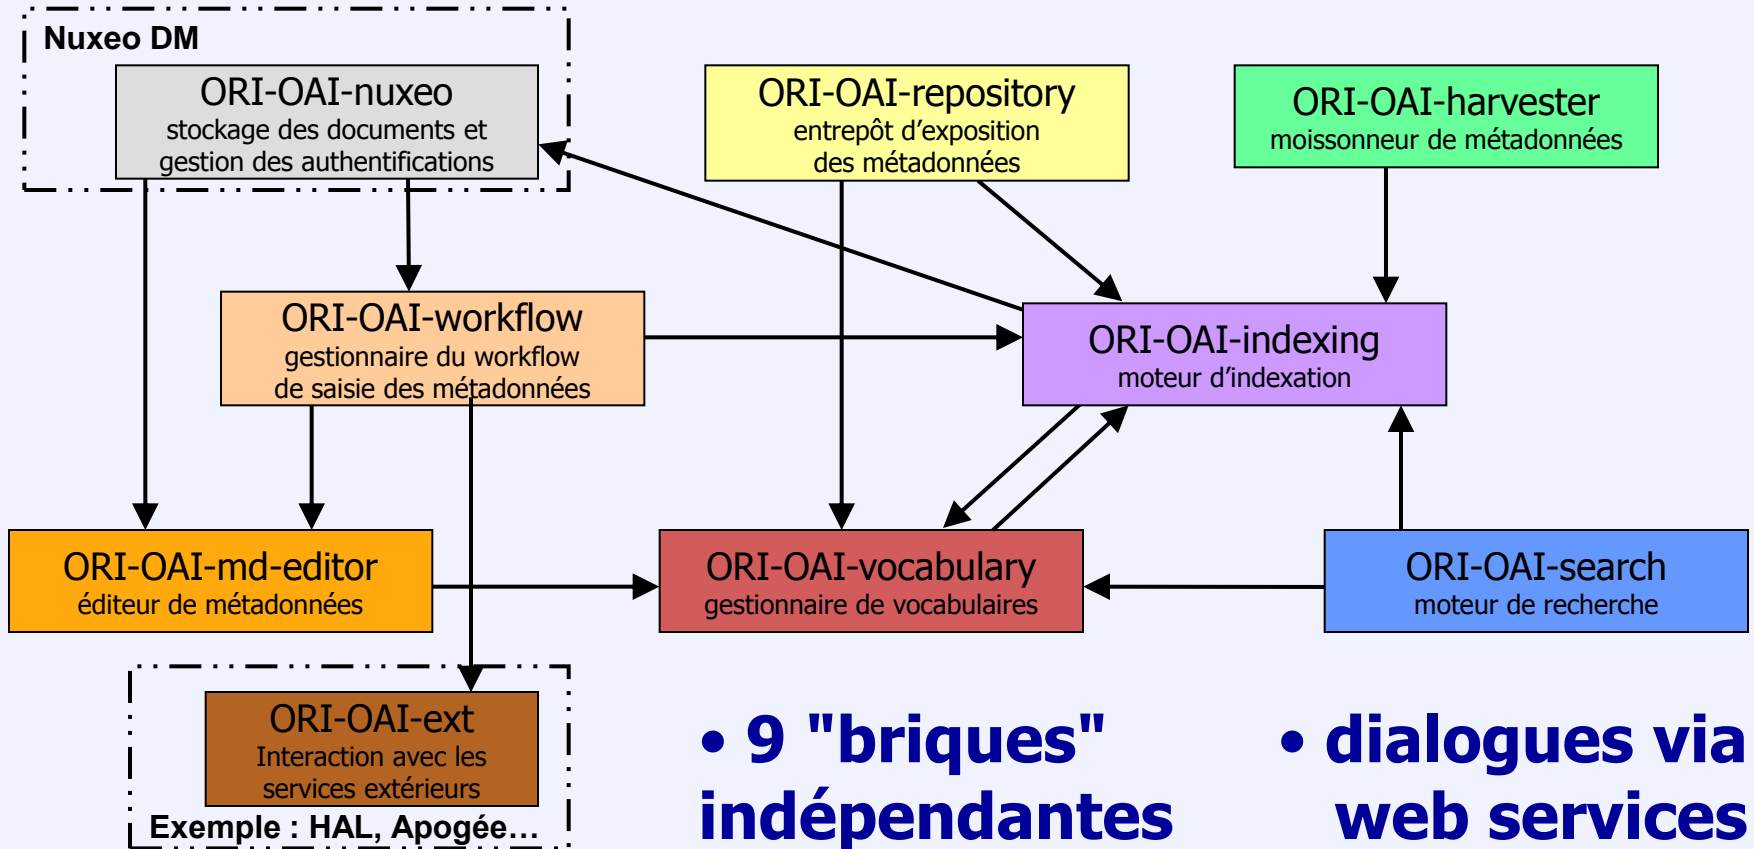 Nuxeo DM
ORI-OAI-nuxeo
stockage des documents et
gestion des authentifications
ORI-OAI-repository
entrepôt d’exposition
des métadonnées
ORI-OAI-harvester
moissonneur de métadonnées
ORI-OAI-workflow
gestionnaire du workflow
de saisie des métadonnées
ORI-OAI-indexing
moteur d’indexation
ORI-OAI-md-editor
éditeur de métadonnées
ORI-OAI-vocabulary
gestionnaire de vocabulaires
ORI-OAI-search
moteur de recherche
ORI-OAI-ext
Interaction avec les
services extérieurs
Exemple : HAL, Apogée…
• 9 "briques"
indépendantes
• dialogues via
web services